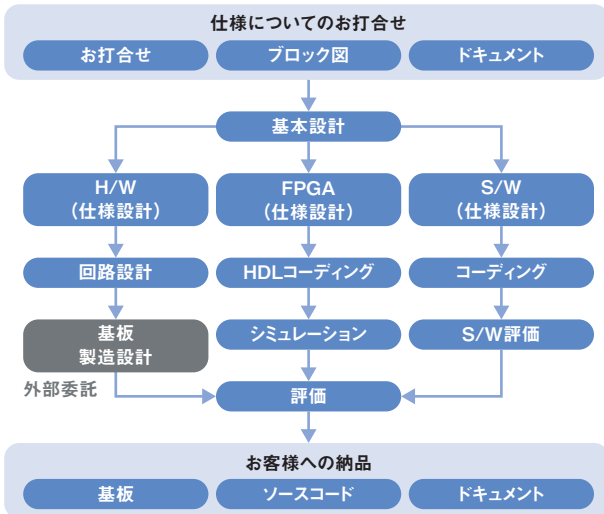 仕様についてのお打合せ
お打合せ
ブロック図
ドキュメント
基本設計
H/W
(仕様設計)
FPGA
(仕様設計)
S/W
(仕様設計)
回路設計
HDLコーディング
コーディング
基板
製造設計
シミュレーション
S/W評価
外部委託
評価
お客様への納品
基板
ソースコード
ドキュメント